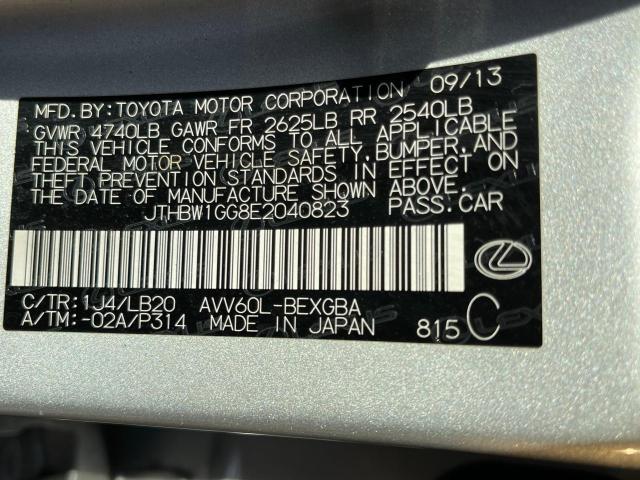 MFD. BY: TOYOTA MOTOR CORPORATION 09/13
GVWR 4740LB GAWR FR 2625LB RR 2540LB
THIS VEHICLE CONFORMS TO ALL APPLICABLE
FEDERAL MOTOR VEHICLE SAFETY, BUMPER, AND
THEFT PREVENTION STANDARDS IN EFFECT ON
THE DATE OF MANUFACTURE SHOWN ABOVE.
JTHBW1GG8E2040823 PASS. CAR
C/TR: 1J4/LB20 AVV60L-BEXGBA
A/TM: -02A/P314 MADE IN JAPAN 815 C